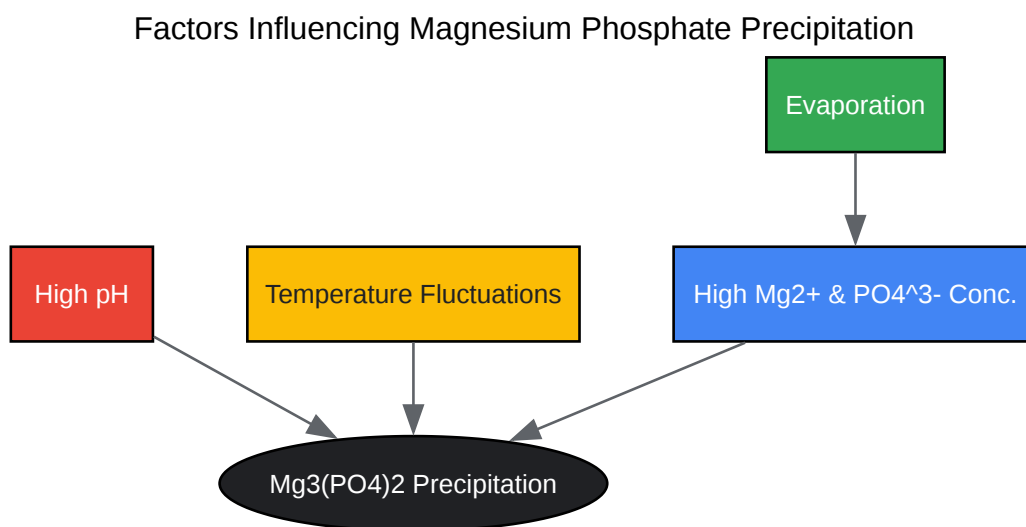 Factors Influencing Magnesium Phosphate Precipitation
Evaporation
High pH
Temperature Fluctuations
High Mg2+ & PO4^3- Conc.
Mg3(PO4)2 Precipitation